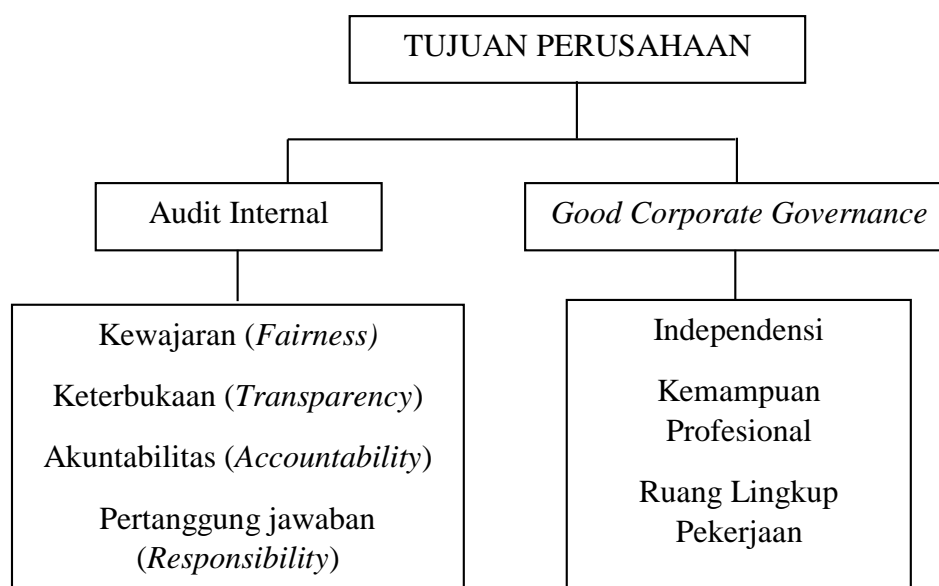 TUJUAN PERUSAHAAN
Audit Internal
Good Corporate Governance
Kewajaran (Fairness)
Keterbukaan (Transparency)
Akuntabilitas (Accountability)
Pertanggung jawaban
(Responsibility)
Independensi
Kemampuan
Profesional
Ruang Lingkup
Pekerjaan